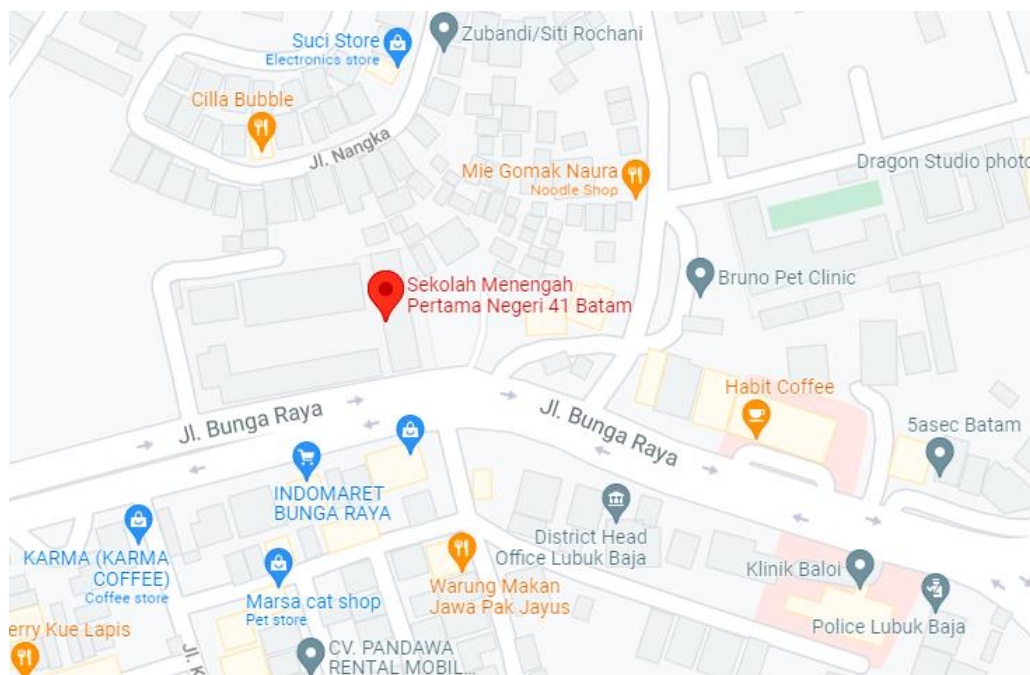 Suci Store
Electronics store
Zubandi/Siti Rochani
Cilla Bubble
Jl. Nangka
Mie Gomak Naura
Noodle Shop
Dragon Studio photo
Sekolah Menengah
Pertama Negeri 41 Batam
Bruno Pet Clinic
Jl. Bunga Raya
Jl. Bunga Raya
Habit Coffee
5asec Batam
INDOMARET
BUNGA RAYA
KARMA (KARMA
COFFEE)
Coffee store
District Head
Office Lubuk Baja
Klinik Baloi
Warung Makan
Jawa Pak Jayus
Marsa cat shop
Pet store
Police Lubuk Baja
erry Kue Lapis
Jl. K
CV. PANDAWA
RENTAL MOBIL...